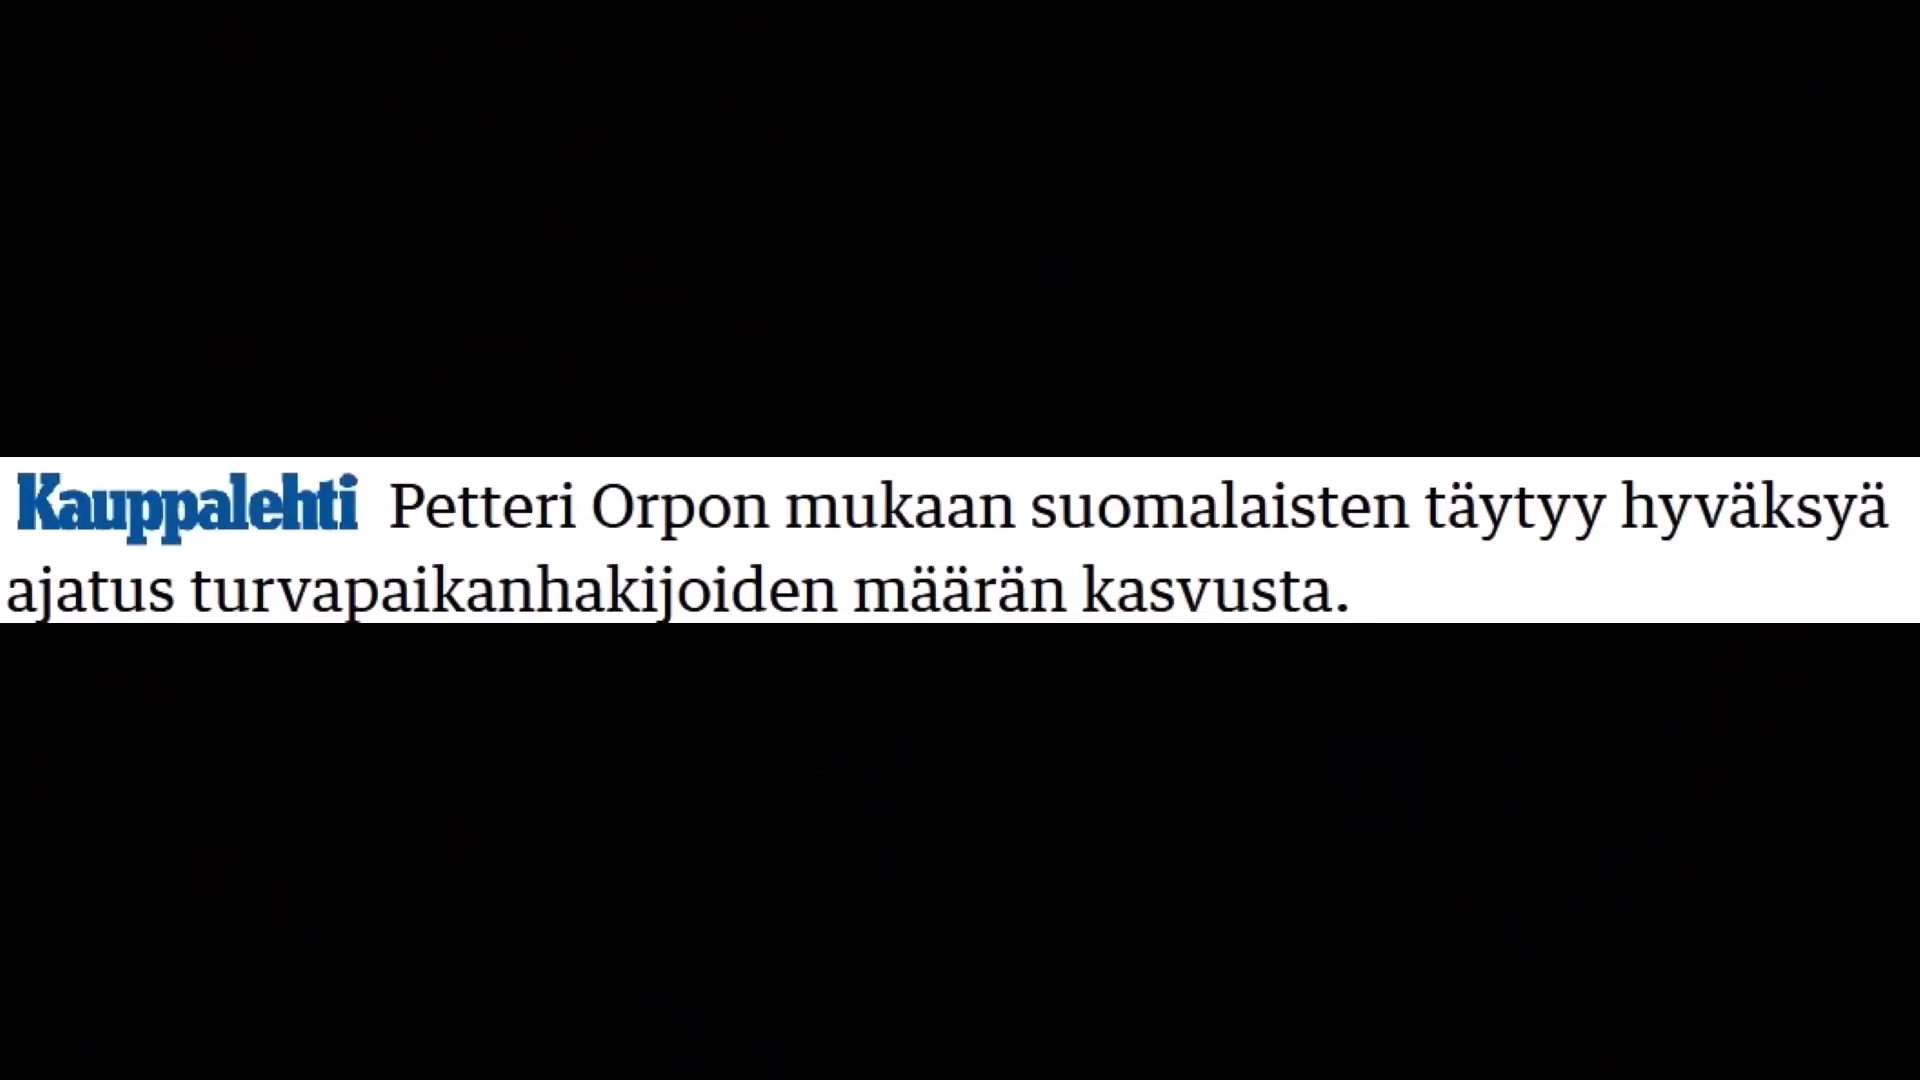 Kauppalehti Petteri Orpon mukaan suomalaisten täytyy hyväksyä
ajatus turvapaikanhakijoiden määrän kasvusta.